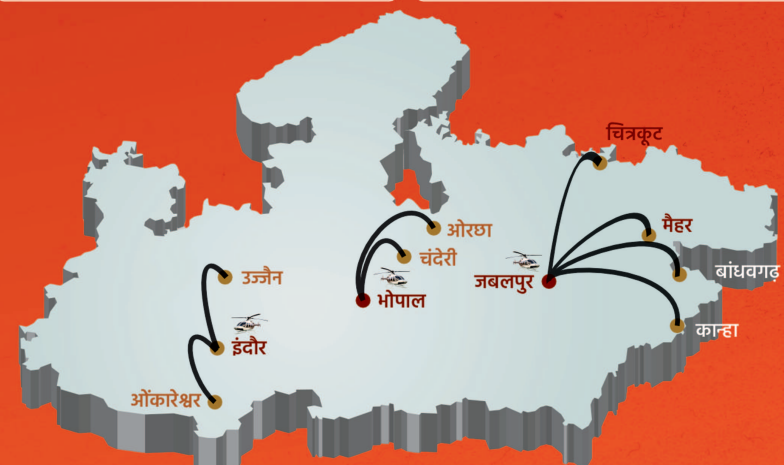 चित्रकूट
ओरछा
मैहर
चंदेरी
उज्जैन
बांधवगढ़
जबलपुर
भोपाल
कान्हा
इंदौर
ओंकारेश्वर